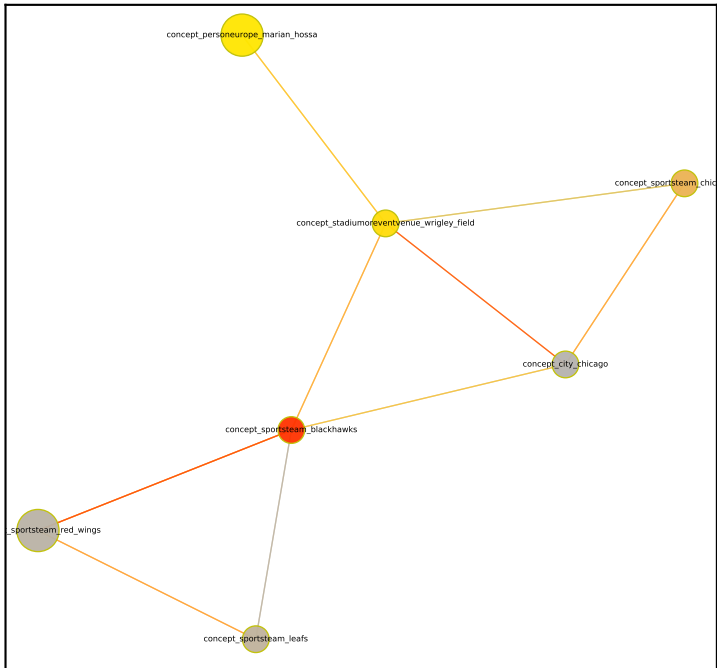 concept_personeurope_marian_hossa
concept_sportsteam_chic
concept_stadiumoreventvenue_wrigley_field
concept_city_chicago
concept_sportsteam_blackhawks
_sportsteam_red_wings
concept_sportsteam_leafs